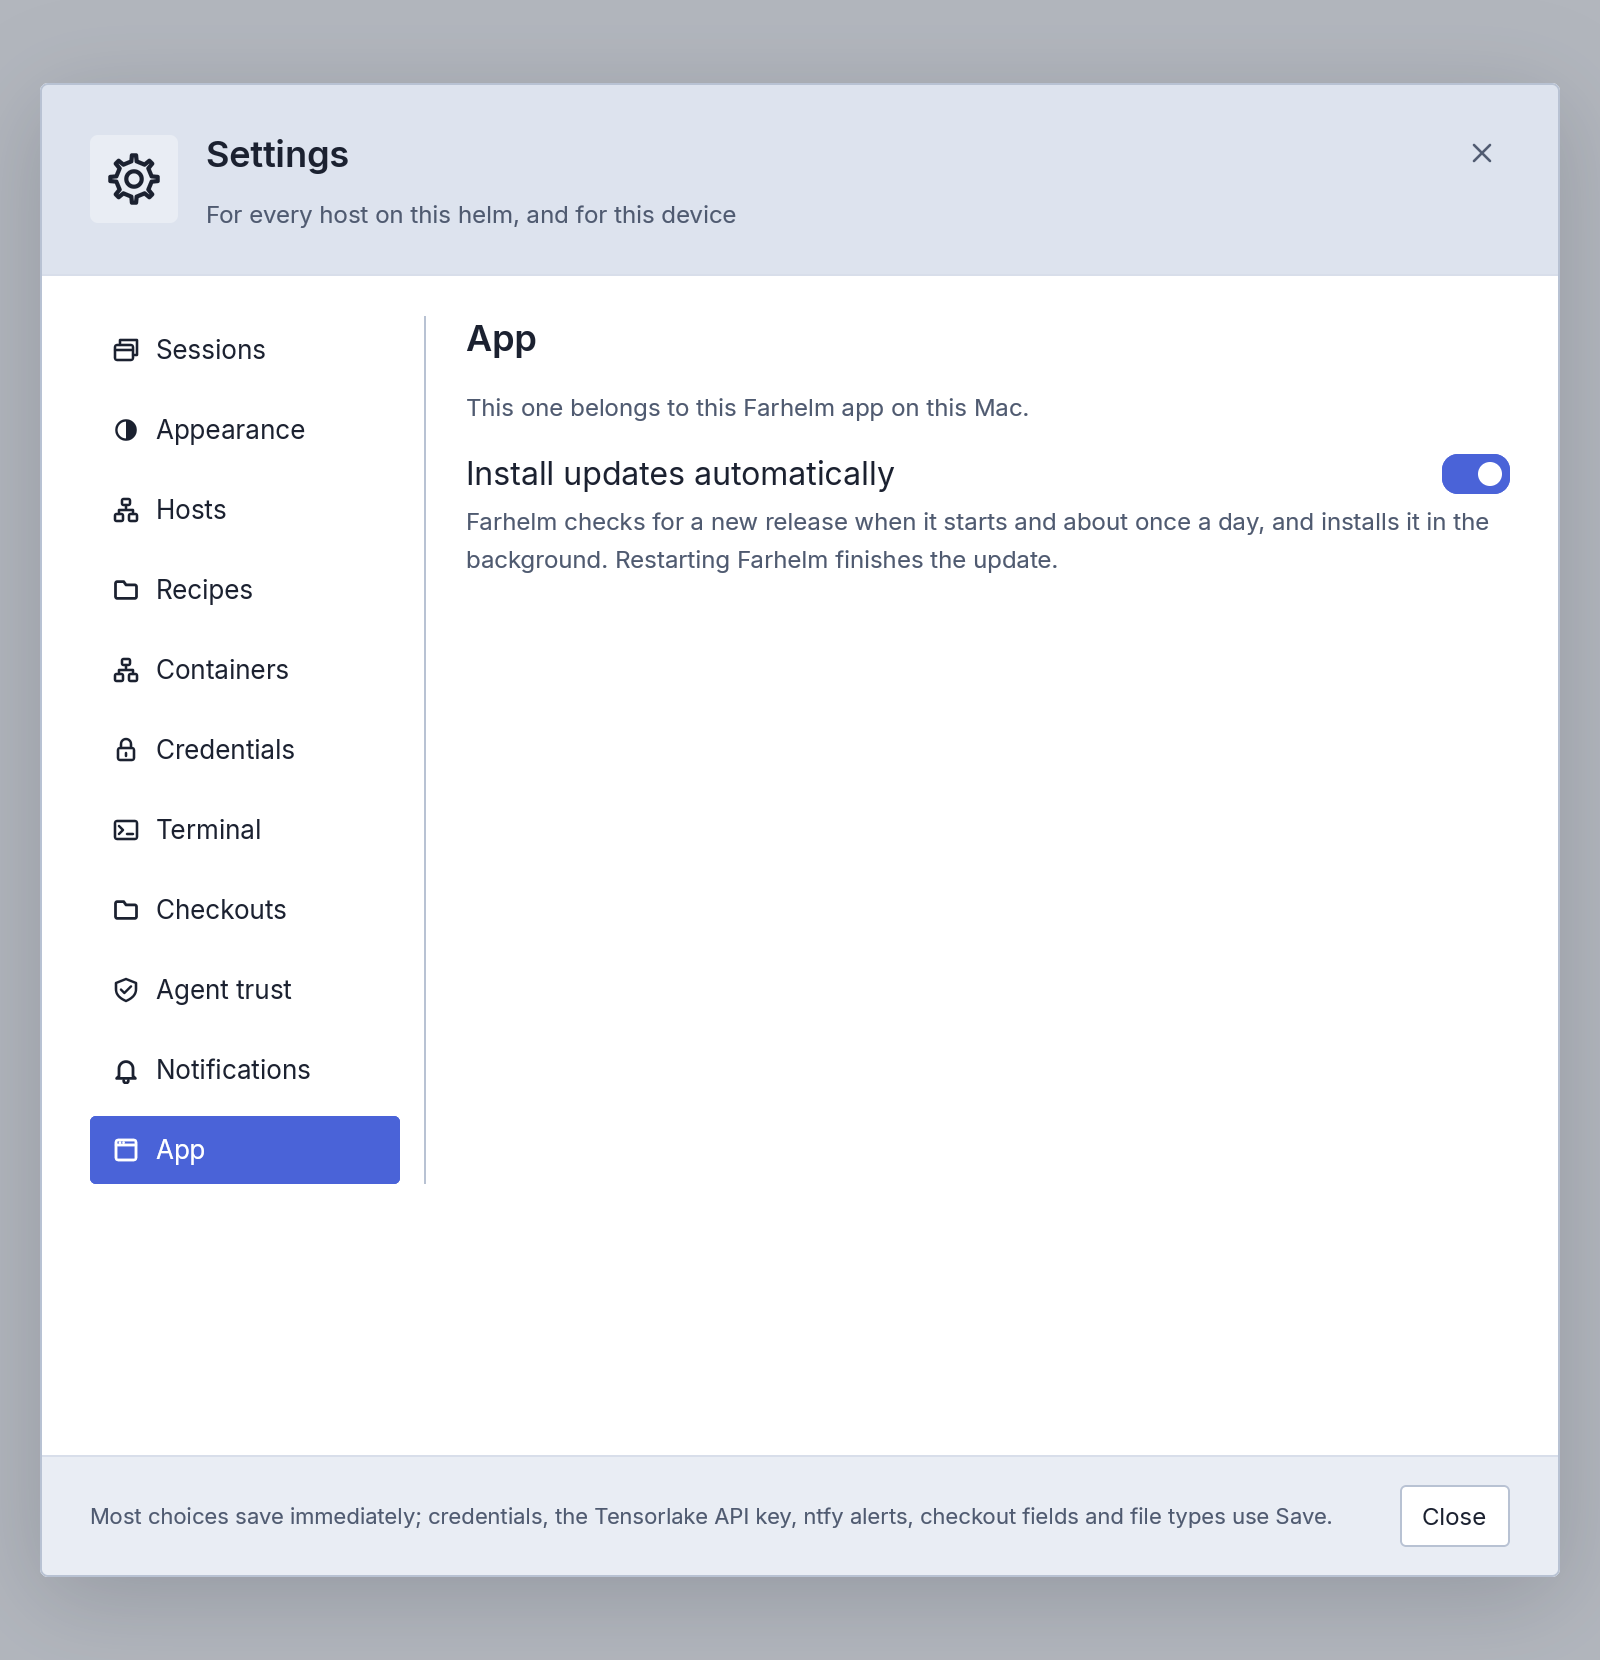 Settings
For every host on this helm, and for this device
Sessions
Appearance
Hosts
Recipes
Containers
Credentials
Terminal
Checkouts
Agent trust
Notifications
App
App
This one belongs to this Farhelm app on this Mac.
Install updates automatically
Farhelm checks for a new release when it starts and about once a day, and installs it in the
background. Restarting Farhelm finishes the update.
Most choices save immediately; credentials, the Tensorlake API key, ntfy alerts, checkout fields and file types use Save.
Close